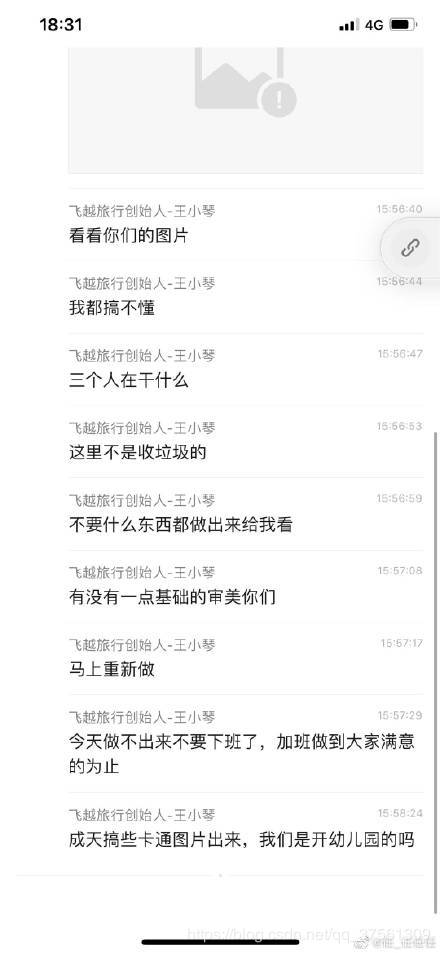 18:31
4G
飞越旅行创始人-王小琴 15:56:40
看看你们的图片
飞越旅行创始人-王小琴 15:56:44
我都搞不懂
飞越旅行创始人-王小琴 15:56:47
三个人在干什么
飞越旅行创始人-王小琴 15:56:53
这里不是收垃圾的
飞越旅行创始人-王小琴 15:56:59
不要什么东西都做出来给我看
飞越旅行创始人-王小琴 15:57:08
有没有一点基础的审美你们
飞越旅行创始人-王小琴 15:57:17
马上重新做
飞越旅行创始人-王小琴 15:57:29
今天做不出来不要下班了，加班做到大家满意
的为止
飞越旅行创始人-王小琴 15:58:24
成天搞些卡通图片出来，我们是开幼儿园的吗
https://blog.csdn.net/qq_37581309